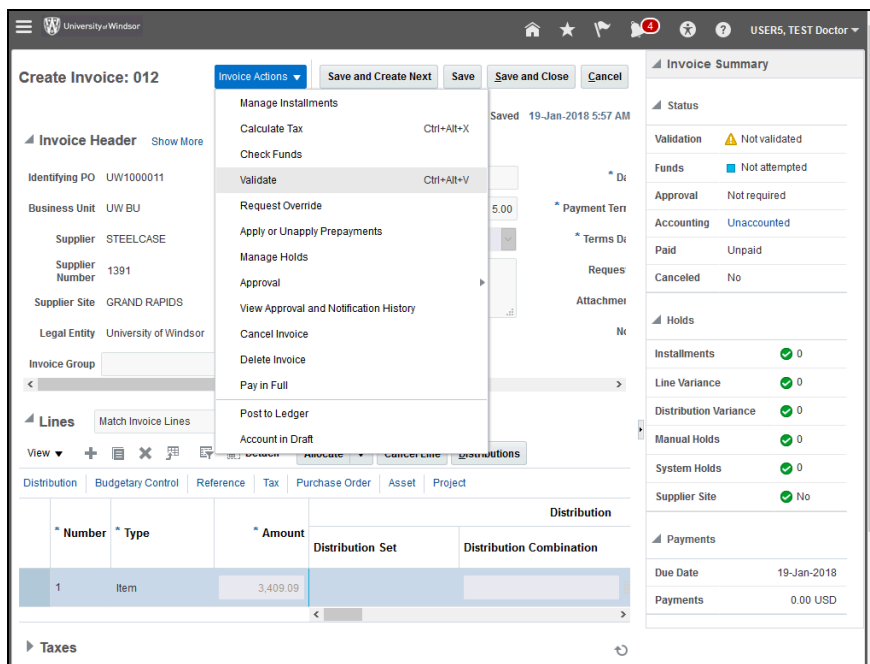 University of Windsor
4
USER5, TEST Doctor
Create Invoice: 012
Invoice Actions
Save and Create Next
Save
Save and Close
Cancel
Saved 19-Jan-2018 5:57 AM
Manage Installments
Calculate Tax Ctrl+Alt+X
Check Funds
Validate Ctrl+Alt+V
Request Override
Apply or Unapply Prepayments
Manage Holds
Approval
View Approval and Notification History
Cancel Invoice
Delete Invoice
Pay in Full
Post to Ledger
Account in Draft
Invoice Header Show More
Identifying PO UW1000011
Business Unit UW BU
Supplier STEELCASE
Supplier
Number 1391
Supplier Site GRAND RAPIDS
Legal Entity University of Windsor
Invoice Group
5.00
* Da
* Payment Terr
* Terms Da
Reques
Attachmer
Lines Match Invoice Lines
View
Detach Allocate Cancel Line Distributions
Distribution Budgetary Control Reference Tax Purchase Order Asset Project
Distribution
* Number * Type * Amount
Distribution Set Distribution Combination
1 Item 3,409.09
Taxes
Invoice Summary
Status
Validation Not validated
Funds Not attempted
Approval Not required
Accounting Unaccounted
Paid Unpaid
Canceled No
Holds
Installments 0
Line Variance 0
Distribution Variance 0
Manual Holds 0
System Holds 0
Supplier Site No
Payments
Due Date 19-Jan-2018
Payments 0.00 USD